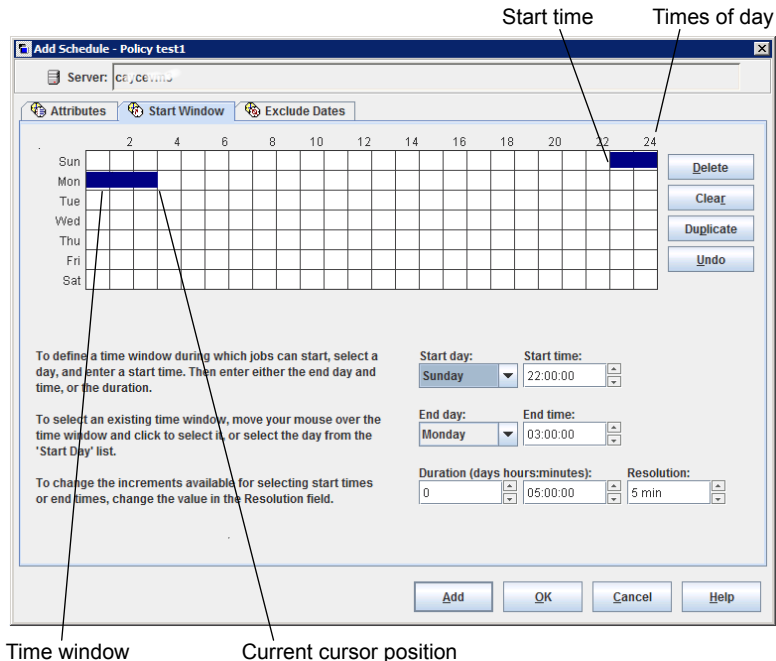 Start time Times of day
Add Schedule - Policy test1
Server:
Attributes Start Window Exclude Dates
2 4 6 8 10 12 14 16 18 20 22 24
Sun
Mon
Tue
Wed
Thu
Fri
Sat
Delete
Clear
Duplicate
Undo
To define a time window during which jobs can start, select a
day, and enter a start time. Then enter either the end day and
time, or the duration.
To select an existing time window, move your mouse over the
time window and click to select it, or select the day from the
'Start Day' list.
To change the increments available for selecting start times
or end times, change the value in the Resolution field.
Start day: Start time:
Sunday 22:00:00
End day: End time:
Monday 03:00:00
Duration (days hours:minutes): Resolution:
0 05:00:00 5 min
Add OK Cancel Help
Time window Current cursor position